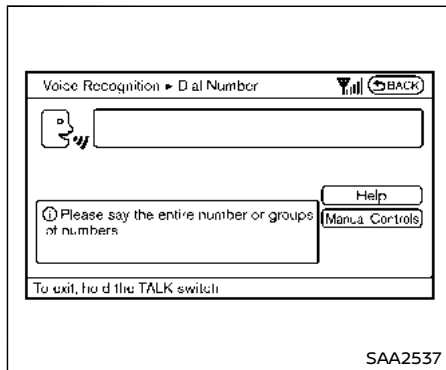 Voice Recognition ▸ Dial Number
BACK
Help
Please say the entire number or groups
of numbers
Manual Controls
To exit, hold the TALK switch
SAA2537